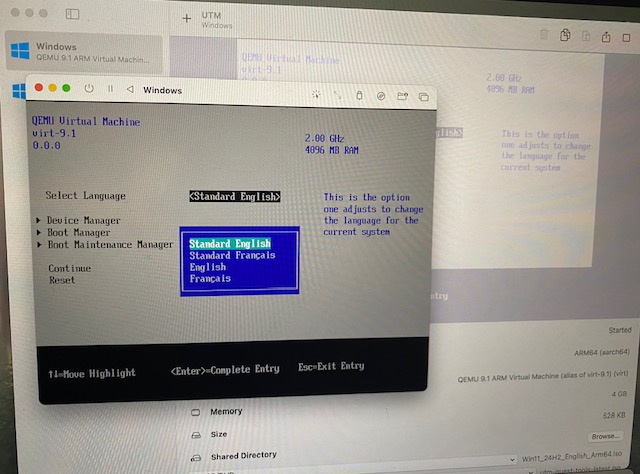 UTM
Windows
Windows
QEMU 9.1 ARM Virtual Machin...
Windows
QEMU Virtual Machine
virt-9.1
0.0.0
2.00 GHz
4096 MB RAM
Select Language
<Standard English>
This is the option
one adjusts to change
the language for the
current system
Device Manager
Boot Manager
Boot Maintenance Manager
Continue
Reset
Standard English
Standard Français
English
Français
↑↓=Move Highlight
<Enter>=Complete Entry
Esc=Exit Entry
QEMU Virtual Machine
virt-9.1
2.00 GHz
4096 MB RAM
glish>
This is the option
one adjusts to change
the language for the
current system
ntry
Started
ARM64 (aarch64)
QEMU 9.1 ARM Virtual Machine (alias of virt-9.1) (virt)
Memory
4 GB
Size
628 KB
Shared Directory
Browse...
Win11_24H2_English_Arm64.iso